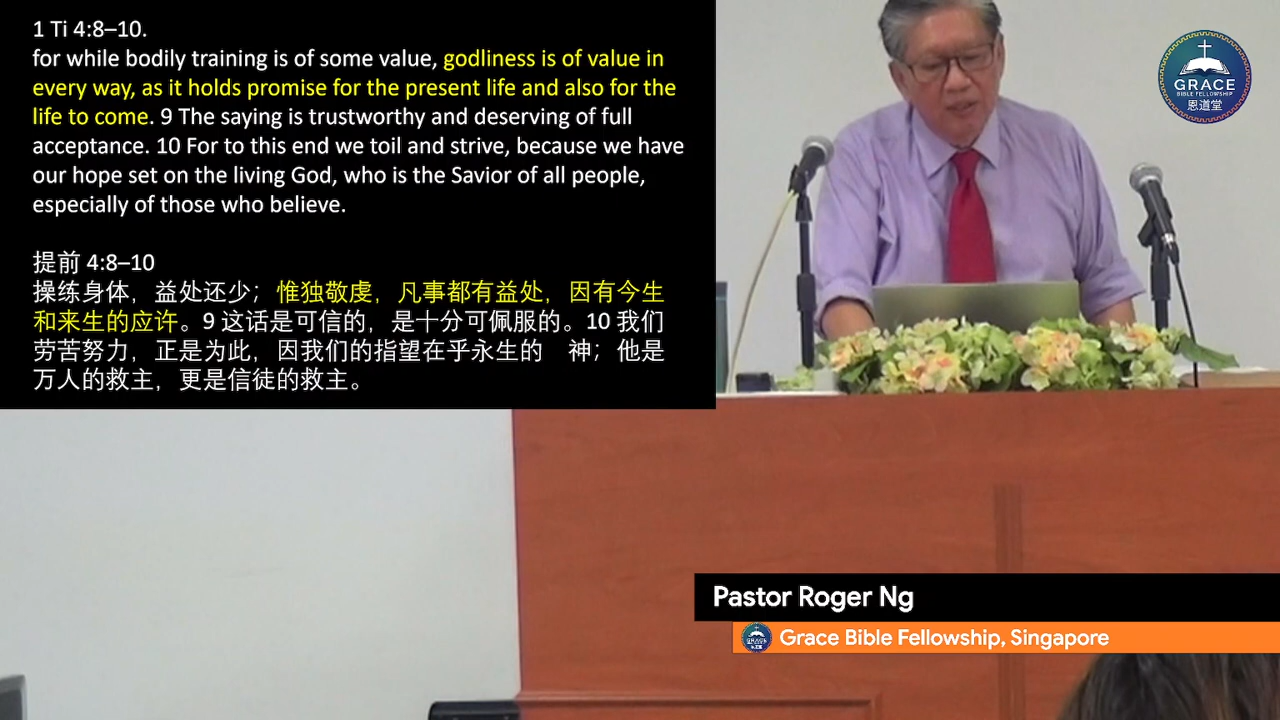 1 Ti 4:8–10.
for while bodily training is of some value, godliness is of value in
every way, as it holds promise for the present life and also for the
life to come. 9 The saying is trustworthy and deserving of full
acceptance. 10 For to this end we toil and strive, because we have
our hope set on the living God, who is the Savior of all people,
especially of those who believe.
提前 4:8–10
操练身体，益处还少；惟独敬虔，凡事都有益处，因有今生
和来生的应许。9 这话是可信的，是十分可佩服的。10 我们
劳苦努力，正是为此，因我们的指望在乎永生的　神；他是
万人的救主，更是信徒的救主。
GRACE
BIBLE FELLOWSHIP
恩道堂
Pastor Roger Ng
Grace Bible Fellowship, Singapore